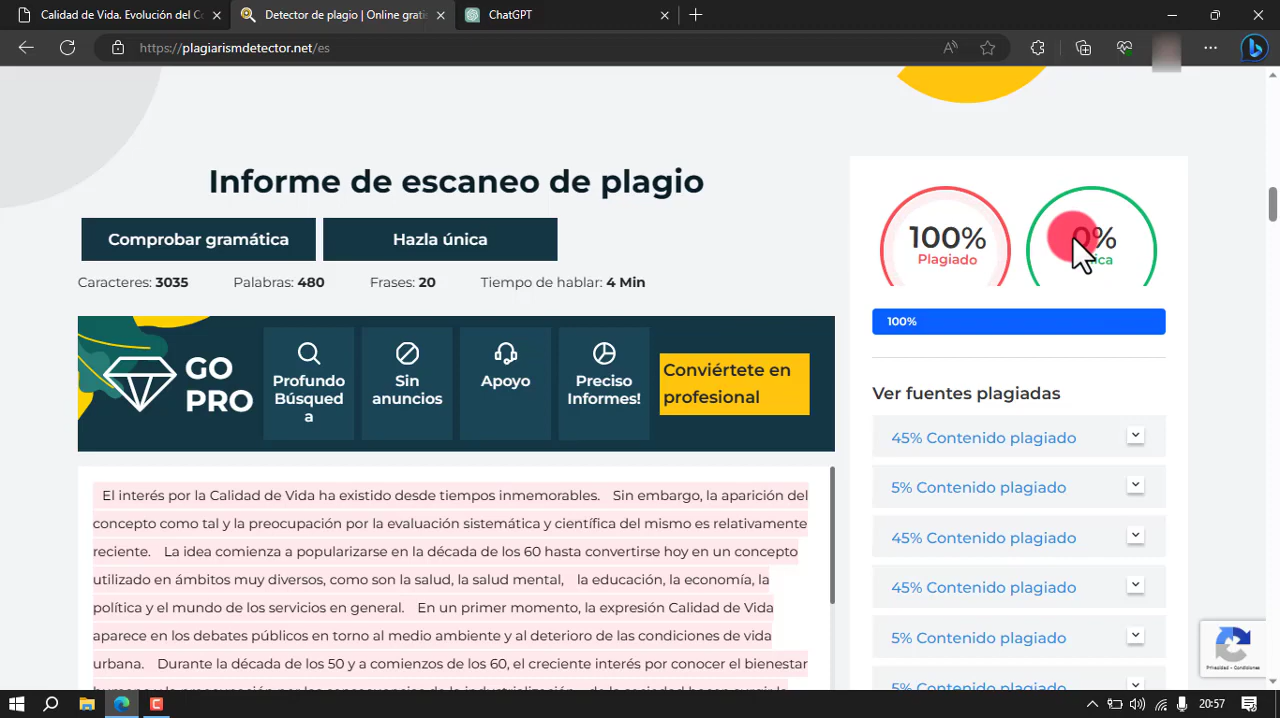 Calidad de Vida. Evolución del Co
Detector de plagio | Online grati
ChatGPT
https://plagiarismdetector.net/es
Informe de escaneo de plagio
Comprobar gramática
Hazla única
Caracteres: 3035 Palabras: 480 Frases: 20 Tiempo de hablar: 4 Min
GO
PRO
Profundo
Búsqued
a
Sin
anuncios
Apoyo
Preciso
Informes!
Conviértete en
profesional
El interés por la Calidad de Vida ha existido desde tiempos inmemorables. Sin embargo, la aparición del
concepto como tal y la preocupación por la evaluación sistemática y científica del mismo es relativamente
reciente. La idea comienza a popularizarse en la década de los 60 hasta convertirse hoy en un concepto
utilizado en ámbitos muy diversos, como son la salud, la salud mental, la educación, la economía, la
política y el mundo de los servicios en general. En un primer momento, la expresión Calidad de Vida
aparece en los debates públicos en torno al medio ambiente y al deterioro de las condiciones de vida
urbana. Durante la década de los 50 y a comienzos de los 60, el creciente interés por conocer el bienestar
100%
Plagiado
0%
100%
Ver fuentes plagiadas
45% Contenido plagiado
5% Contenido plagiado
45% Contenido plagiado
45% Contenido plagiado
5% Contenido plagiado
5% Contenido plagiado
Privacidad - Condiciones
20:57